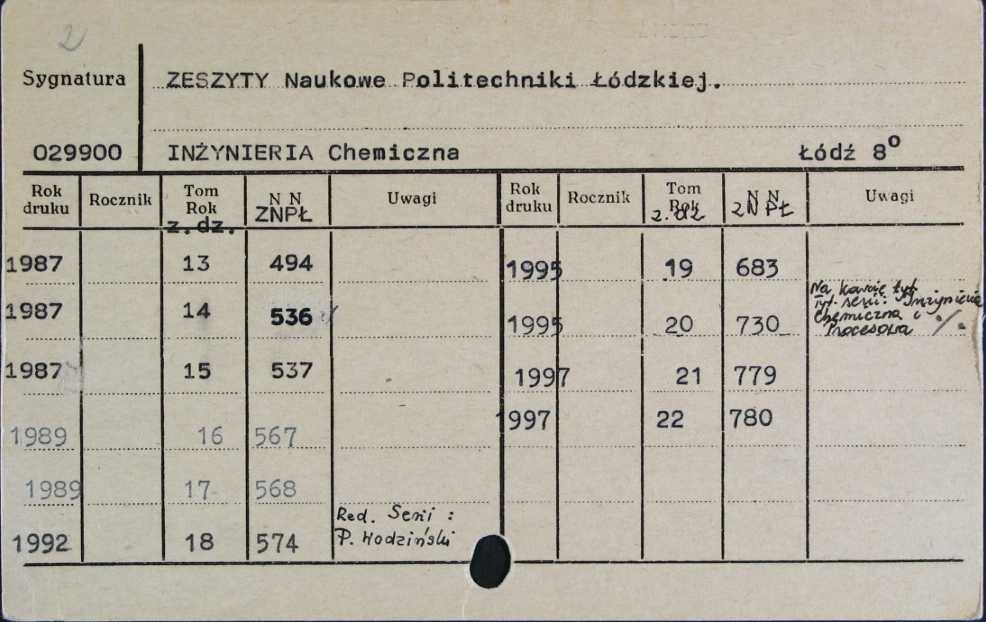 2
Sygnatura ZESZYTY Naukowe Politechniki Łódzkiej.
029900 INŻYNIERIA Chemiczna Łódź 8º
Rok druku Rocznik Tom Rok z.dz. N N ZNPŁ Uwagi Rok druku Rocznik Tom Rok z. dz N N ZNPŁ Uwagi
1987 13 494 1995 19 683
1987 14 536 1995 20 730 Na karcie tyt.
Tyt. serii: Inżynieria
Chemiczna i
Procesowa %.
1987 15 537 1997 21 779
1989 16 567 1997 22 780
1989 17 568
1992 18 574 Red. Serii :
P. Wodziński